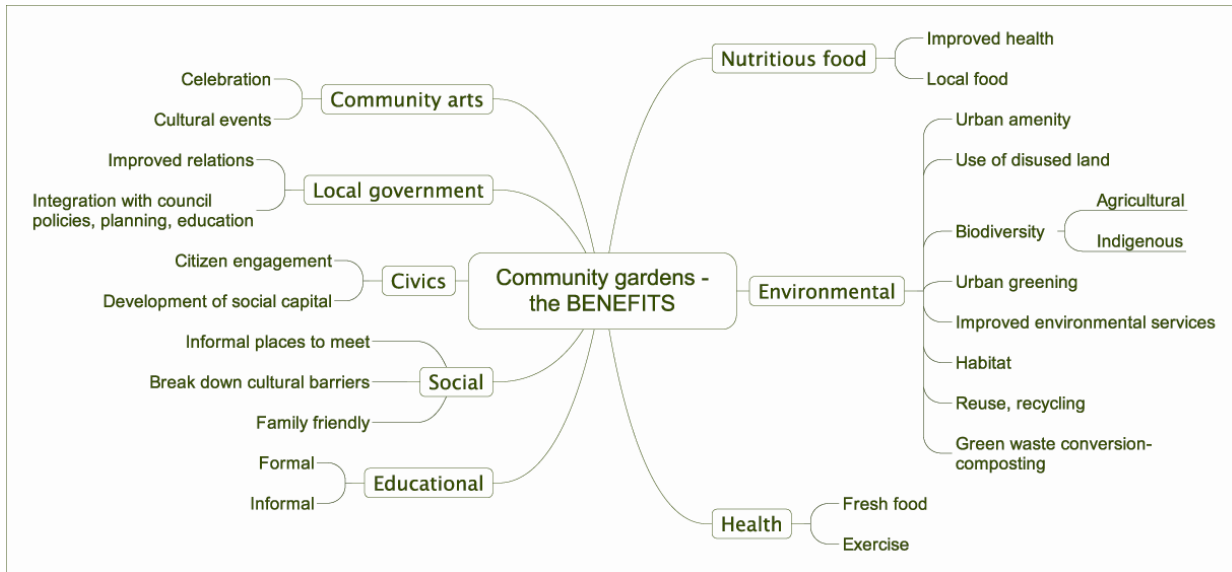 Community gardens -
the BENEFITS
Community arts
Celebration
Cultural events
Local government
Improved relations
Integration with council
policies, planning, education
Civics
Citizen engagement
Development of social capital
Social
Informal places to meet
Break down cultural barriers
Family friendly
Educational
Formal
Informal
Nutritious food
Improved health
Local food
Environmental
Urban amenity
Use of disused land
Biodiversity
Agricultural
Indigenous
Urban greening
Improved environmental services
Habitat
Reuse, recycling
Green waste conversion-
composting
Health
Fresh food
Exercise